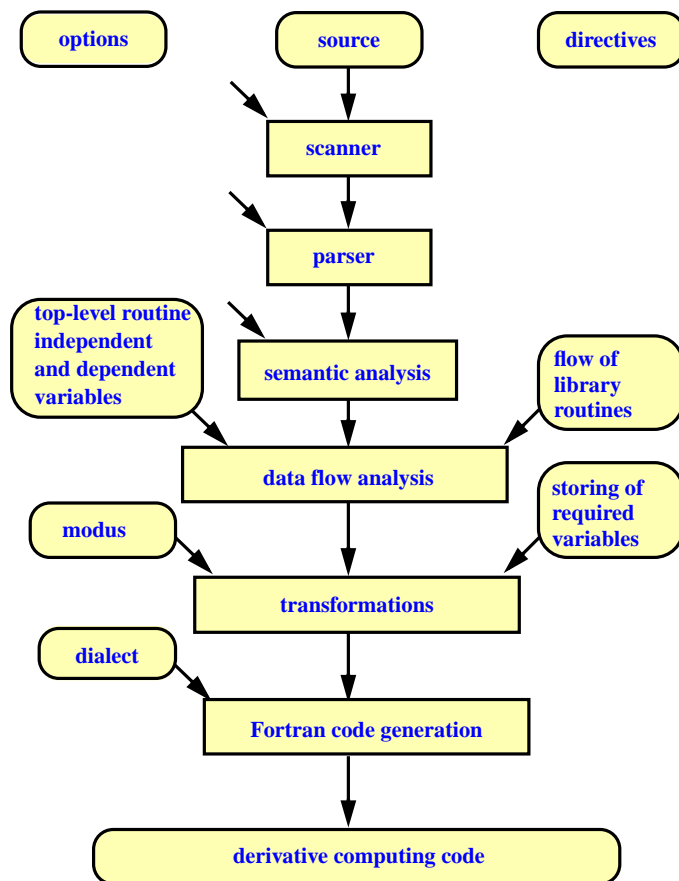 options
source
directives
scanner
parser
top-level routine
independent
and dependent
variables
semantic analysis
flow of
library
routines
data flow analysis
storing of
required
variables
modus
transformations
dialect
Fortran code generation
derivative computing code